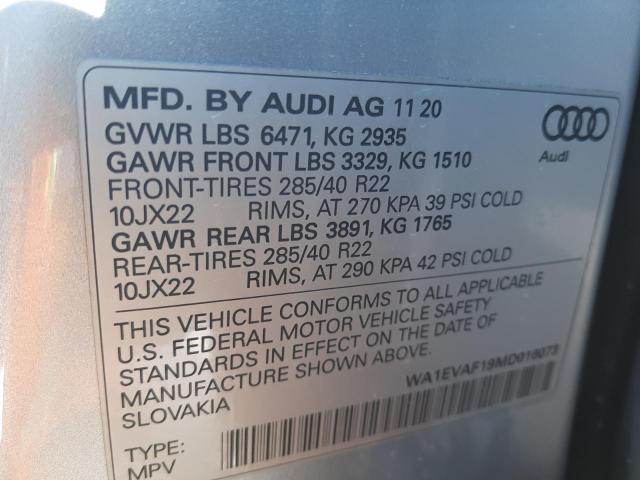 MFD. BY AUDI AG 11 20
GVWR LBS 6471, KG 2935
GAWR FRONT LBS 3329, KG 1510
FRONT-TIRES 285/40 R22
10JX22 RIMS, AT 270 KPA 39 PSI COLD
GAWR REAR LBS 3891, KG 1765
REAR-TIRES 285/40 R22
10JX22 RIMS, AT 290 KPA 42 PSI COLD
Audi
THIS VEHICLE CONFORMS TO ALL APPLICABLE
U.S. FEDERAL MOTOR VEHICLE SAFETY
STANDARDS IN EFFECT ON THE DATE OF
MANUFACTURE SHOWN ABOVE.
SLOVAKIA
WA1EVAF19MD016073
TYPE:
MPV